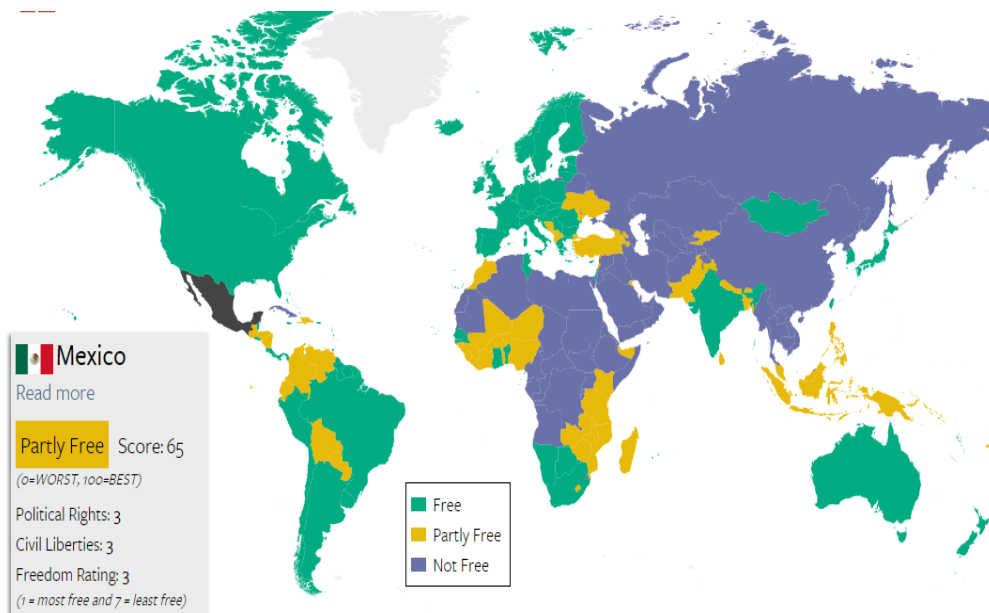 Mexico
Read more
Partly Free Score: 65
(0=WORST, 100=BEST)
Political Rights: 3
Civil Liberties: 3
Freedom Rating: 3
(1 = most free and 7 = least free)
Free
Partly Free
Not Free